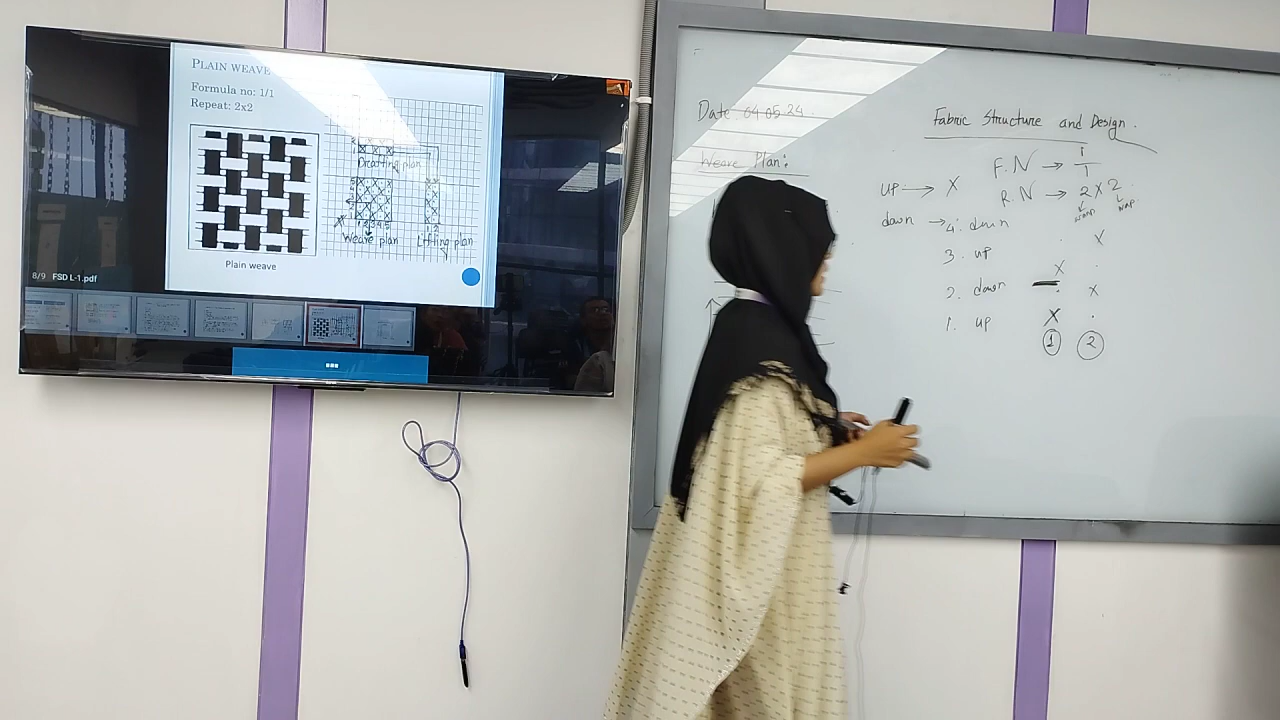 PLAIN WEAVE
Formula no: 1/1
Repeat: 2x2
Drafting plan
Weave plan
Lifting plan
Plain weave
8/9 FSD L-1.pdf
Date: 04.05.24
Fabric Structure and Design.
Weave Plan:
F.N → 1/1
up → X
R.N → 2 X 2
warp
down →
4. down
X
3. up
X
2. down
X
1. up
X
1 2